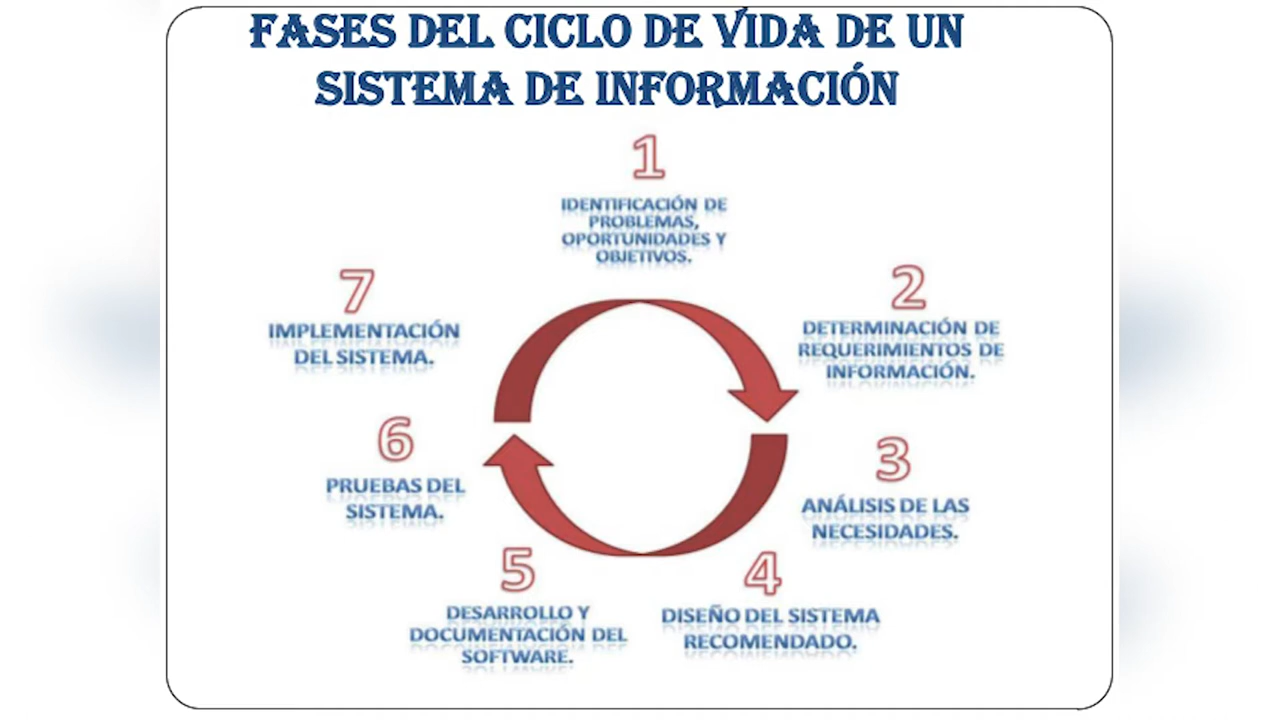 FASES DEL CICLO DE VIDA DE UN
SISTEMA DE INFORMACIÓN
1
IDENTIFICACIÓN DE
PROBLEMAS,
OPORTUNIDADES Y
OBJETIVOS.
2
DETERMINACIÓN DE
REQUERIMIENTOS DE
INFORMACIÓN.
3
ANÁLISIS DE LAS
NECESIDADES.
4
DISEÑO DEL SISTEMA
RECOMENDADO.
5
DESARROLLO Y
DOCUMENTACIÓN DEL
SOFTWARE.
6
PRUEBAS DEL
SISTEMA.
7
IMPLEMENTACIÓN
DEL SISTEMA.